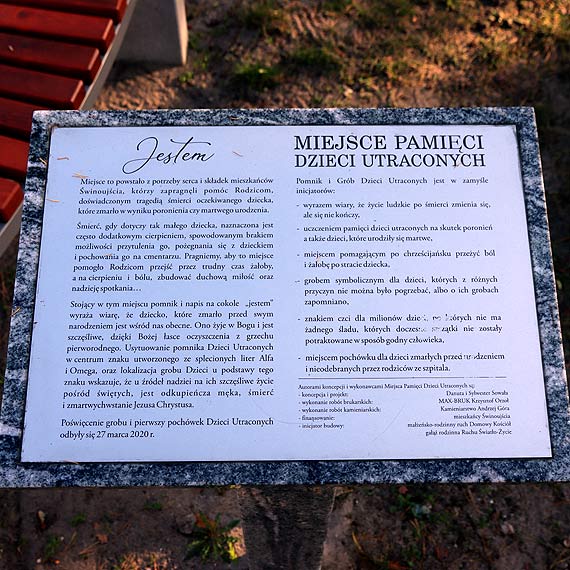 Jestem
Miejsce to powstało z potrzeby serca i składek mieszkańców
Świnoujścia, którzy zapragnęli pomóc Rodzicom,
doświadczonym tragedią śmierci oczekiwanego dziecka,
które zmarło w wyniku poronienia czy martwego urodzenia.
Śmierć, gdy dotyczy tak małego dziecka, naznaczona jest
często dodatkowym cierpieniem, spowodowanym brakiem
możliwości przytulenia go, pożegnania się z dzieckiem
i pochowania go na cmentarzu. Pragniemy, aby to miejsce
pomogło Rodzicom przejść przez trudny czas żałoby,
a na cierpieniu i bólu, zbudować duchową miłość oraz
nadzieję spotkania...
Stojący w tym miejscu pomnik i napis na cokole „jestem”
wyraża wiarę, że dziecko, które zmarło przed swym
narodzeniem jest wśród nas obecne. Ono żyje w Bogu i jest
szczęśliwe, dzięki Bożej łasce oczyszczenia z grzechu
pierworodnego. Usytuowanie pomnika Dzieci Utraconych
w centrum znaku utworzonego ze splecionych liter Alfa
i Omega, oraz lokalizacja grobu Dzieci u podstawy tego
znaku wskazuje, że u źródeł nadziei na ich szczęśliwe życie
pośród świętych, jest odkupieńcza męka, śmierć
i zmartwychwstanie Jezusa Chrystusa.
Poświęcenie grobu i pierwszy pochówek Dzieci Utraconych
odbyły się 27 marca 2020 r.
MIEJSCE PAMIĘCI
DZIECI UTRACONYCH
Pomnik i Grób Dzieci Utraconych jest w zamyśle
inicjatorów:
- wyrazem wiary, że życie ludzkie po śmierci zmienia się,
ale się nie kończy,
- uczczeniem pamięci dzieci utraconych na skutek poronień
a także dzieci, które urodziły się martwe,
- miejscem pomagającym po chrześcijańsku przeżyć ból
i żałobę po stracie dziecka,
- grobem symbolicznym dla dzieci, których z różnych
przyczyn nie można było pogrzebać, albo o ich grobach
zapomniano,
- znakiem czci dla milionów dzieci, po których nie ma
żadnego śladu, których doczesne szczątki nie zostały
potraktowane w sposób godny człowieka,
- miejscem pochówku dla dzieci zmarłych przed urodzeniem
i nieodebranych przez rodziców ze szpitala.
Autorami koncepcji i wykonawcami Miejsca Pamięci Dzieci Utraconych są:
- koncepcja i projekt: Danuta i Sylwester Sowała
- wykonanie robót brukarskich: MAX-BRUK Krzysztof Orsoł
- wykonanie robót kamieniarskich: Kamieniarstwo Andrzej Góra
- finansowanie: mieszkańcy Świnoujścia
- inicjator budowy: małżeńsko-rodzinny ruch Domowy Kościół
gałąź rodzinna Ruchu Światło-Życie